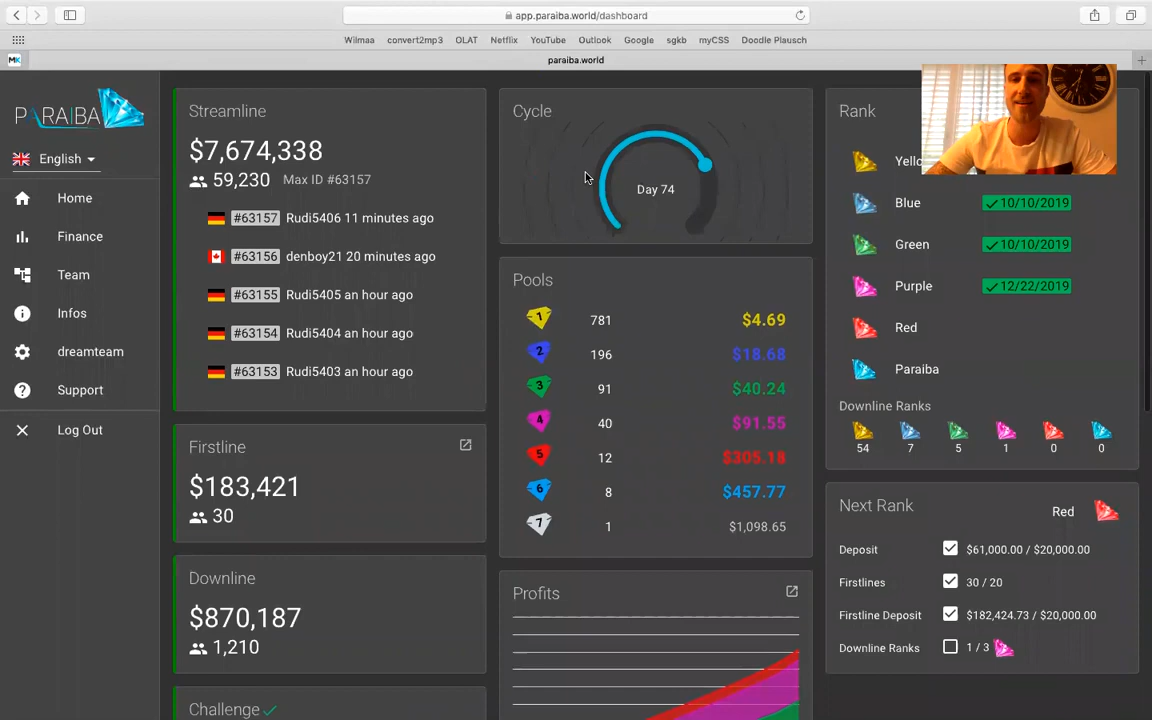 app.paraiba.world/dashboard
Wilmaa convert2mp3 OLAT Netflix YouTube Outlook Google sgkb myCSS Doodle Plausch
MK
paraiba.world
PARAIBA
English
Home
Finance
Team
Infos
dreamteam
Support
Log Out
Streamline
$7,674,338
59,230 Max ID #63157
#63157 Rudi5406 11 minutes ago
#63156 denboy21 20 minutes ago
#63155 Rudi5405 an hour ago
#63154 Rudi5404 an hour ago
#63153 Rudi5403 an hour ago
Firstline
$183,421
30
Downline
$870,187
1,210
Challenge
Cycle
Day 74
Pools
1 781 $4.69
2 196 $18.68
3 91 $40.24
4 40 $91.55
5 12 $305.18
6 8 $457.77
7 1 $1,098.65
Profits
Rank
Yello
Blue 10/10/2019
Green 10/10/2019
Purple 12/22/2019
Red
Paraiba
Downline Ranks
54 7 5 1 0 0
Next Rank Red
Deposit $61,000.00 / $20,000.00
Firstlines 30 / 20
Firstline Deposit $182,424.73 / $20,000.00
Downline Ranks 1 / 3